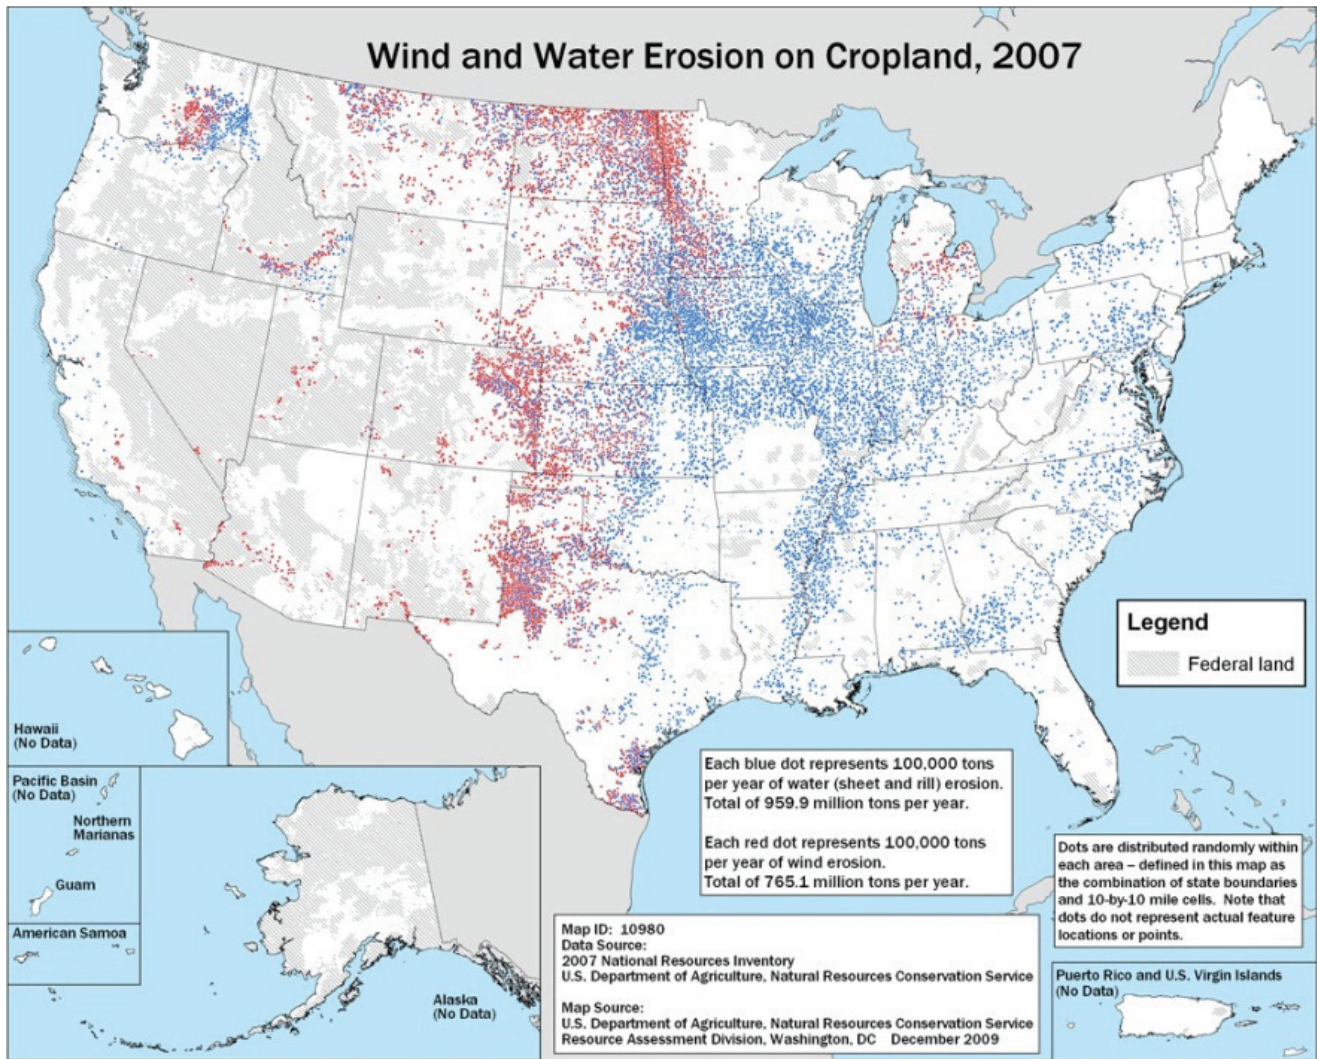 Wind and Water Erosion on Cropland, 2007
Legend
Federal land
Hawaii
(No Data)
Pacific Basin
(No Data)
Northern
Marianas
Guam
American Samoa
Alaska
(No Data)
Each blue dot represents 100,000 tons
per year of water (sheet and rill) erosion.
Total of 959.9 million tons per year.
Each red dot represents 100,000 tons
per year of wind erosion.
Total of 765.1 million tons per year.
Dots are distributed randomly within
each area – defined in this map as
the combination of state boundaries
and 10-by-10 mile cells. Note that
dots do not represent actual feature
locations or points.
Map ID: 10980
Data Source:
2007 National Resources Inventory
U.S. Department of Agriculture, Natural Resources Conservation Service
Map Source:
U.S. Department of Agriculture, Natural Resources Conservation Service
Resource Assessment Division, Washington, DC December 2009
Puerto Rico and U.S. Virgin Islands
(No Data)